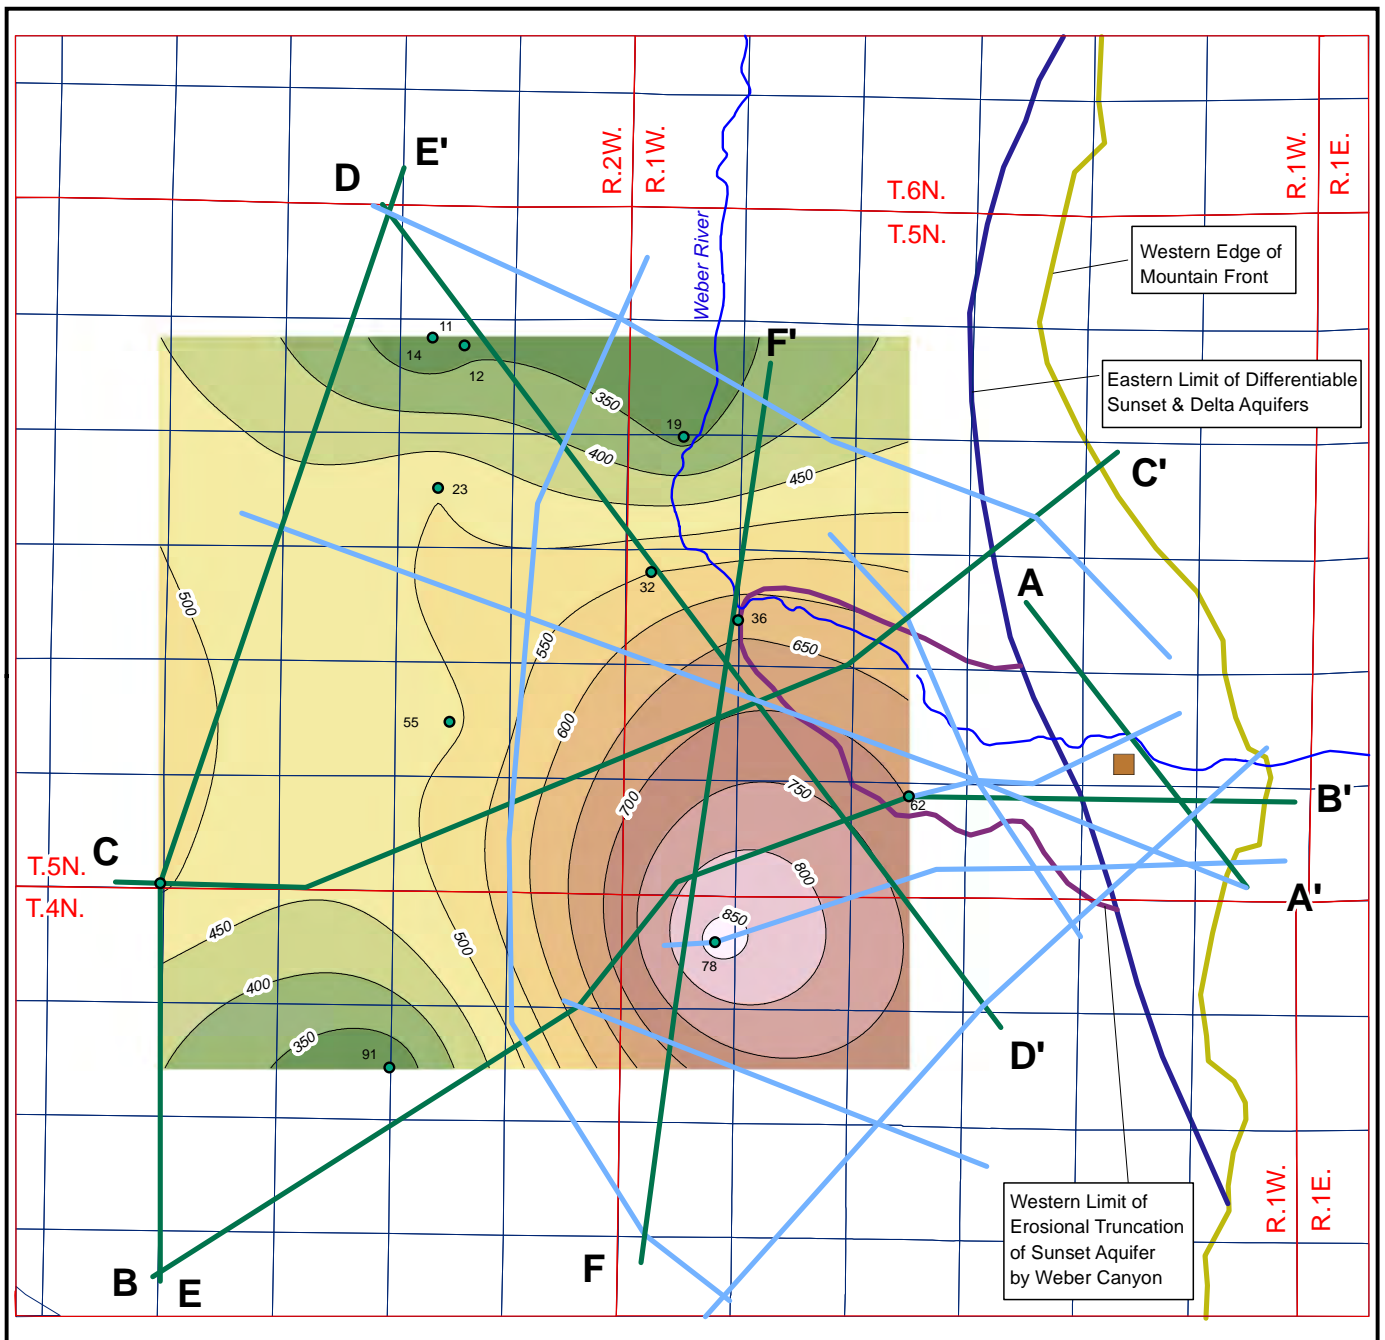 E'
D
R.2W.
R.1W.
R.1W.
R.1E.
T.6N.
T.5N.
Weber River
Western Edge of
Mountain Front
11
14
12
F'
350
19
400
450
Eastern Limit of Differentiable
Sunset & Delta Aquifers
C'
23
32
A
500
36
550
650
55
600
700
750
62
B'
C
T.5N.
T.4N.
800
A'
850
450
500
78
400
350
91
D'
Western Limit of
Erosional Truncation
of Sunset Aquifer
by Weber Canyon
R.1W.
R.1E.
F
B
E